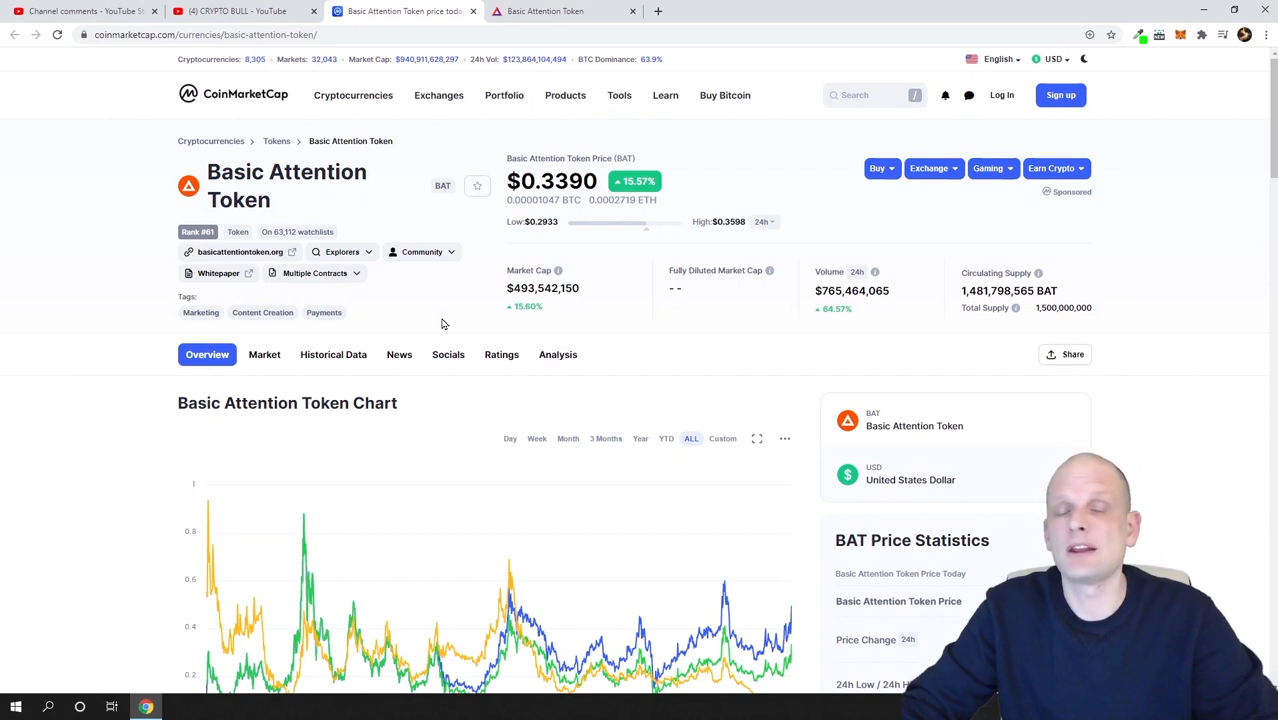 Channel comments - YouTube St
(4) CRYPTO BULL - YouTube
Basic Attention Token price toda
Basic Attention Token
coinmarketcap.com/currencies/basic-attention-token/
Cryptocurrencies: 8,305 Markets: 32,043 Market Cap: $940,911,628,297 24h Vol: $123,864,104,494 BTC Dominance: 63.9%
English
USD
CoinMarketCap
Cryptocurrencies Exchanges Portfolio Products Tools Learn Buy Bitcoin
Search /
Log In
Sign up
Cryptocurrencies > Tokens > Basic Attention Token
Basic Attention
Token
BAT
Rank #61 Token On 63,112 watchlists
basicattentiontoken.org Explorers Community
Whitepaper Multiple Contracts
Tags:
Marketing Content Creation Payments
Basic Attention Token Price (BAT)
$0.3390 15.57%
0.00001047 BTC 0.0002719 ETH
Low:$0.2933 High:$0.3598 24h
Buy Exchange Gaming Earn Crypto
Sponsored
Market Cap
$493,542,150
15.60%
Fully Diluted Market Cap
- -
Volume 24h
$765,464,065
64.57%
Circulating Supply
1,481,798,565 BAT
Total Supply 1,500,000,000
Overview Market Historical Data News Socials Ratings Analysis
Share
Basic Attention Token Chart
Day Week Month 3 Months Year YTD ALL Custom
1
0.8
0.6
0.4
0.2
BAT
Basic Attention Token
USD
United States Dollar
BAT Price Statistics
Basic Attention Token Price Today
Basic Attention Token Price
Price Change 24h
24h Low / 24h H